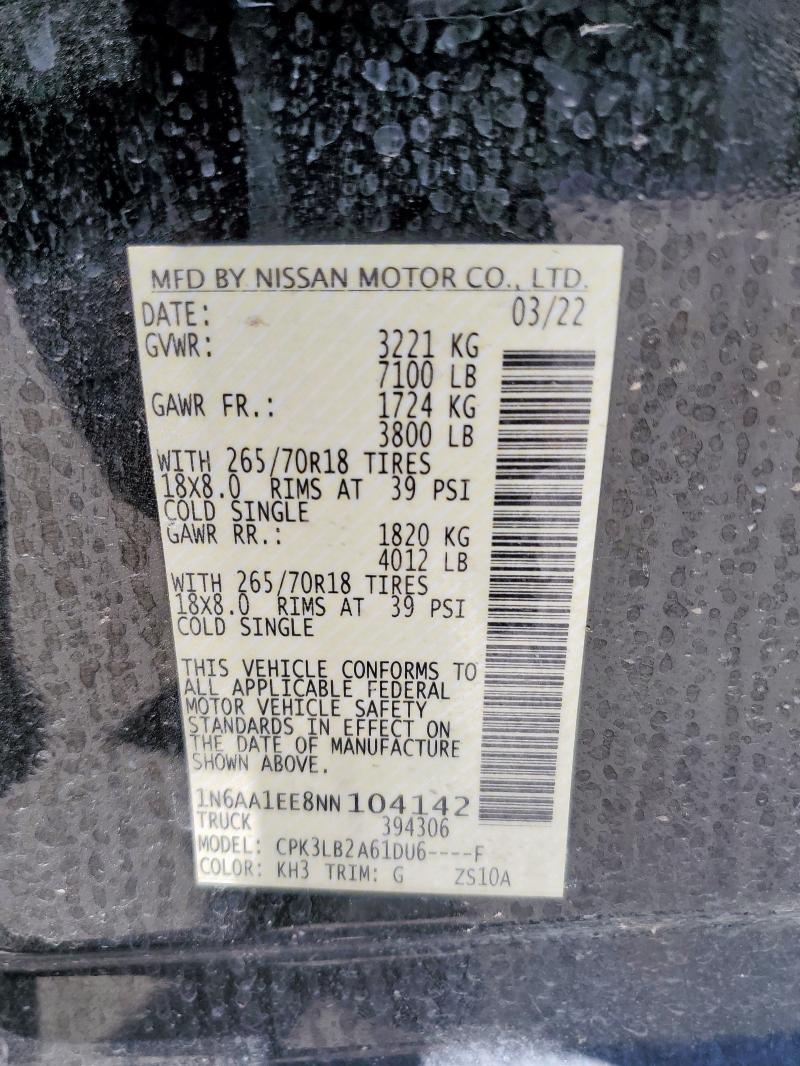 MFD BY NISSAN MOTOR CO., LTD.
DATE: 03/22
GVWR: 3221 KG
7100 LB
GAWR FR.: 1724 KG
3800 LB
WITH 265/70R18 TIRES
18X8.0 RIMS AT 39 PSI
COLD SINGLE
GAWR RR.: 1820 KG
4012 LB
WITH 265/70R18 TIRES
18X8.0 RIMS AT 39 PSI
COLD SINGLE
THIS VEHICLE CONFORMS TO
ALL APPLICABLE FEDERAL
MOTOR VEHICLE SAFETY
STANDARDS IN EFFECT ON
THE DATE OF MANUFACTURE
SHOWN ABOVE.
1N6AA1EE8NN104142
TRUCK 394306
MODEL: CPK3LB2A61DU6----F
COLOR: KH3 TRIM: G ZS10A